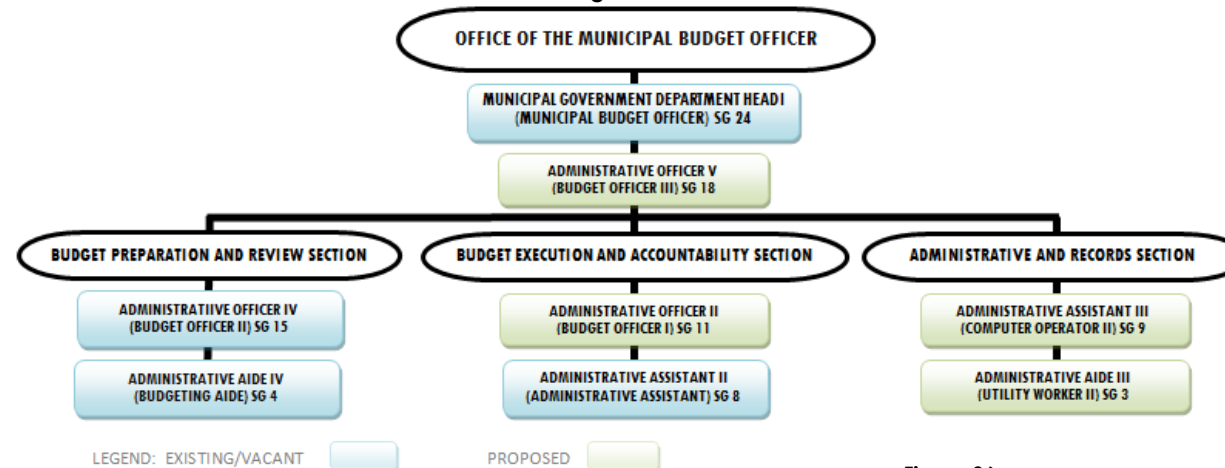 OFFICE OF THE MUNICIPAL BUDGET OFFICER
MUNICIPAL GOVERNMENT DEPARTMENT HEAD I
(MUNICIPAL BUDGET OFFICER) SG 24
ADMINISTRATIVE OFFICER V
(BUDGET OFFICER III) SG 18
BUDGET PREPARATION AND REVIEW SECTION
BUDGET EXECUTION AND ACCOUNTABILITY SECTION
ADMINISTRATIVE AND RECORDS SECTION
ADMINISTRATIIVE OFFICER IV
(BUDGET OFFICER II) SG 15
ADMINISTRATIVE OFFICER II
(BUDGET OFFICER I) SG 11
ADMINISTRATIVE ASSISTANT III
(COMPUTER OPERATOR II) SG 9
ADMINISTRATIVE AIDE IV
(BUDGETING AIDE) SG 4
ADMINISTRATIVE ASSISTANT II
(ADMINISTRATIVE ASSISTANT) SG 8
ADMINISTRATIVE AIDE III
(UTILITY WORKER II) SG 3
LEGEND: EXISTING/VACANT
PROPOSED